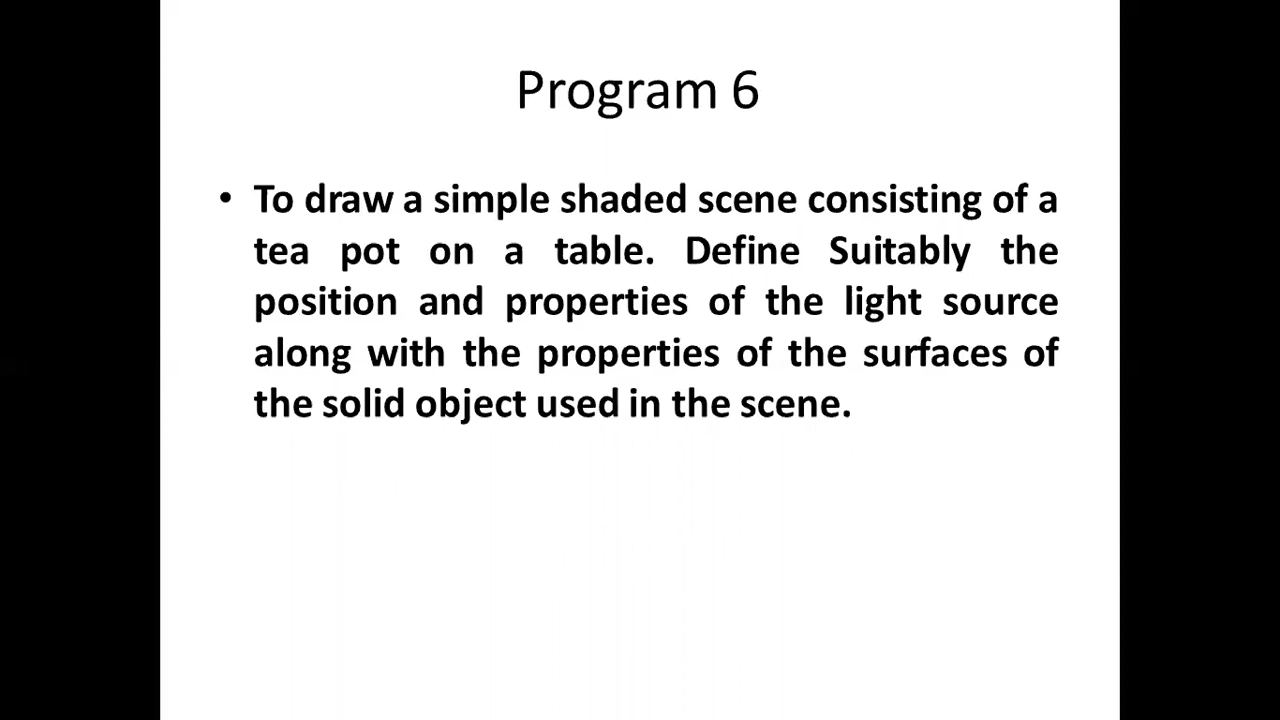 Program 6
• To draw a simple shaded scene consisting of a
tea pot on a table. Define Suitably the
position and properties of the light source
along with the properties of the surfaces of
the solid object used in the scene.